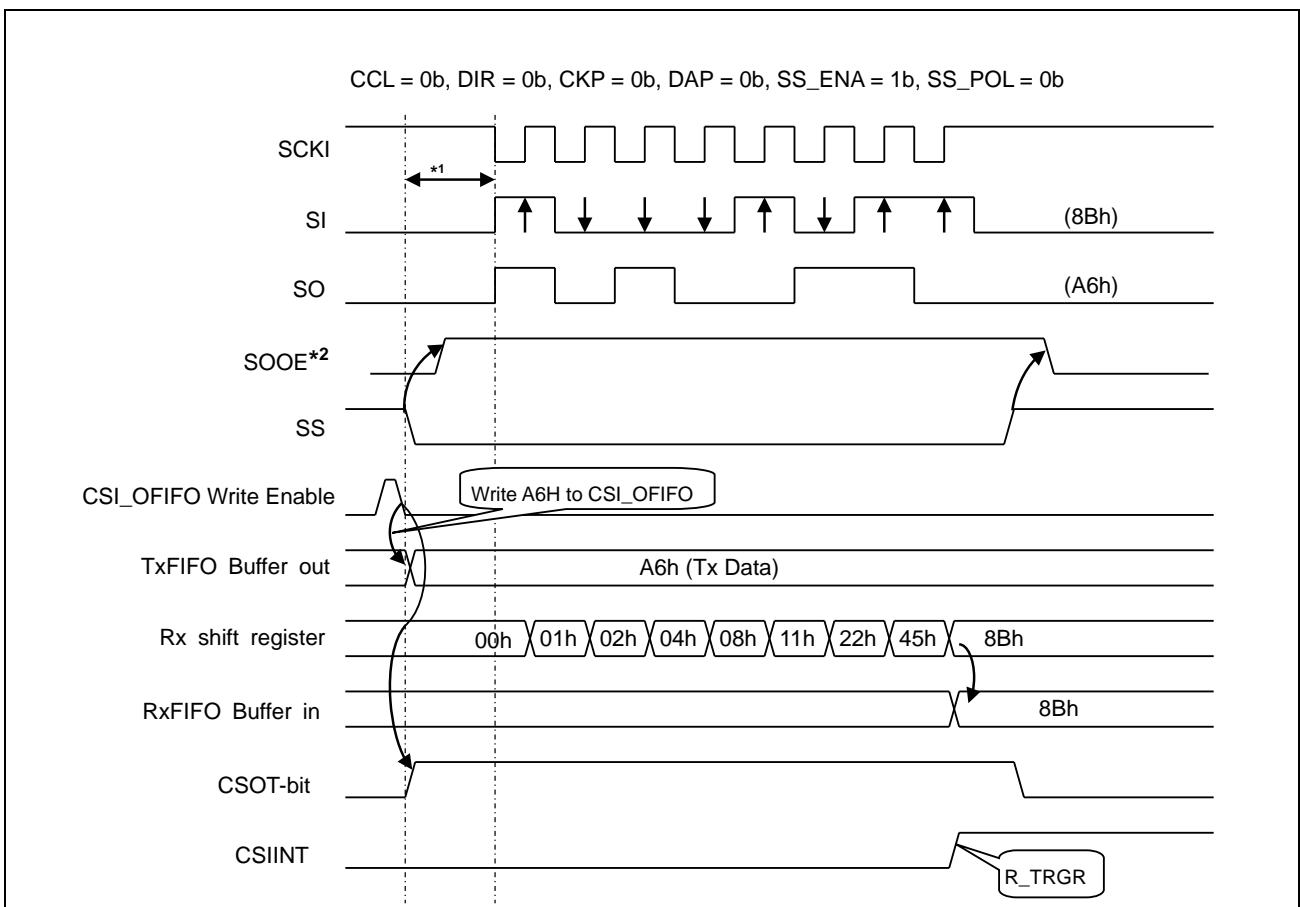 CCL = 0b, DIR = 0b, CKP = 0b, DAP = 0b, SS_ENA = 1b, SS_POL = 0b
SCKI
*1
SI
(8Bh)
SO
(A6h)
SOOE*2
SS
CSI_OFIFO Write Enable
Write A6H to CSI_OFIFO
TxFIFO Buffer out
A6h (Tx Data)
Rx shift register
00h 01h 02h 04h 08h 11h 22h 45h 8Bh
RxFIFO Buffer in
8Bh
CSOT-bit
CSIINT
R_TRGR